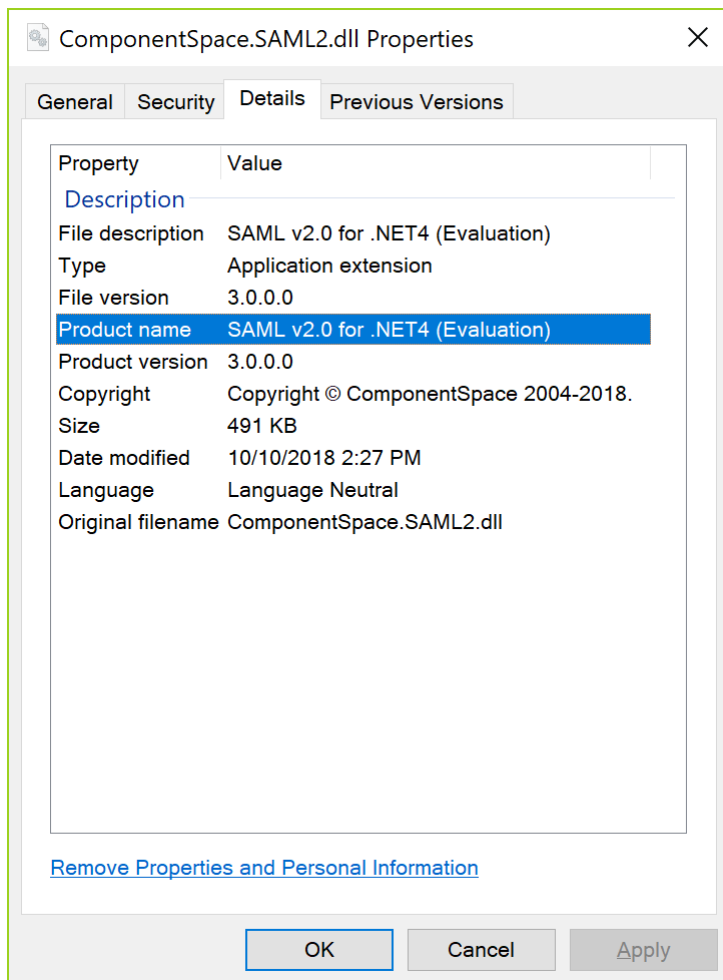 ComponentSpace.SAML2.dll Properties
General Security Details Previous Versions
Property Value
Description
File description SAML v2.0 for .NET4 (Evaluation)
Type Application extension
File version 3.0.0.0
Product name SAML v2.0 for .NET4 (Evaluation)
Product version 3.0.0.0
Copyright Copyright © ComponentSpace 2004-2018.
Size 491 KB
Date modified 10/10/2018 2:27 PM
Language Language Neutral
Original filename ComponentSpace.SAML2.dll
Remove Properties and Personal Information
OK Cancel Apply